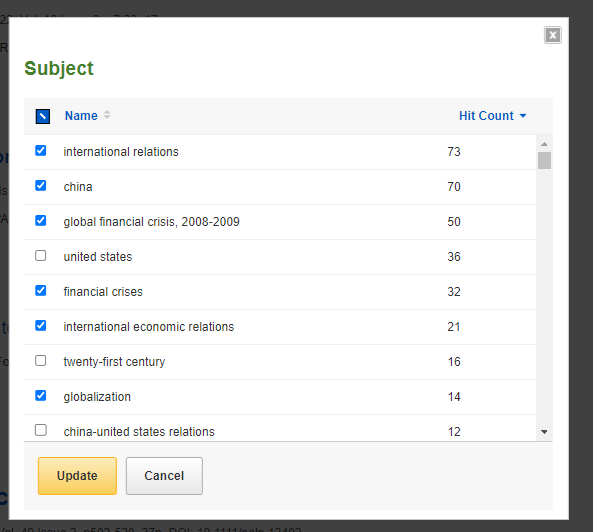 x
Subject
Name Hit Count
international relations 73
china 70
global financial crisis, 2008-2009 50
united states 36
financial crises 32
international economic relations 21
twenty-first century 16
globalization 14
china-united states relations 12
Update Cancel